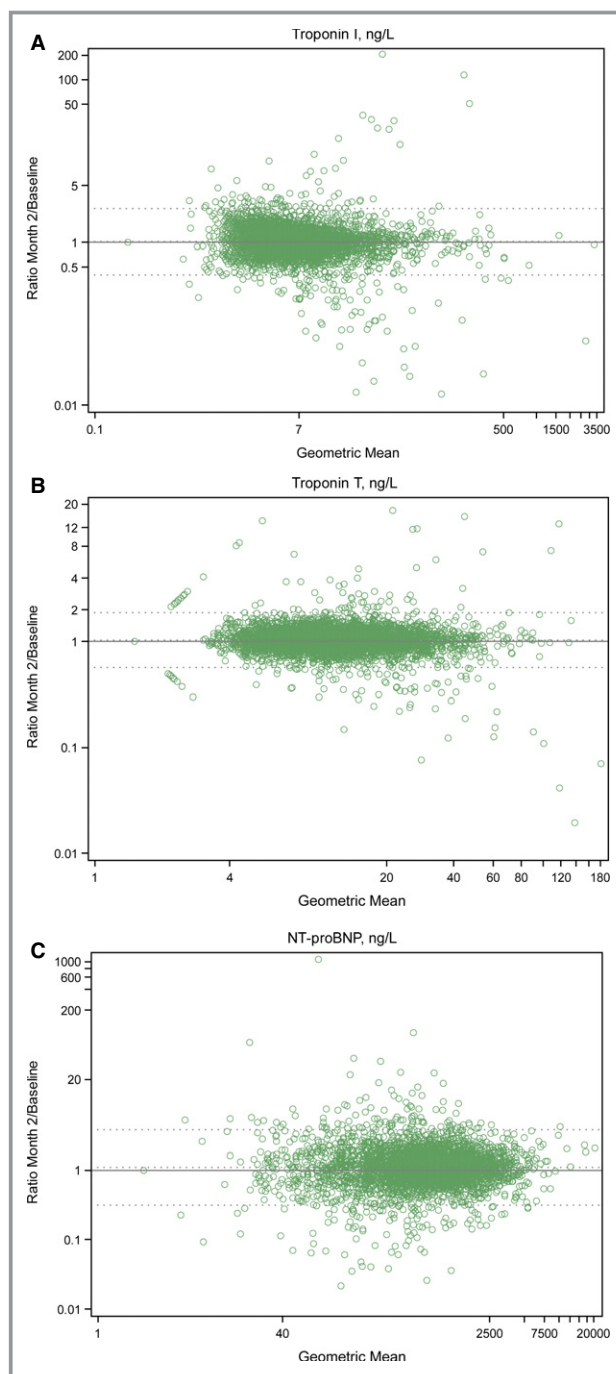 A
Troponin I, ng/L
200
100
50
5
1
0.5
0.01
Ratio Month 2/Baseline
0.1 7 500 1500 3500
Geometric Mean
B
Troponin T, ng/L
20
12
8
4
2
1
0.1
0.01
Ratio Month 2/Baseline
1 4 20 40 60 80 120 180
Geometric Mean
C
NT-proBNP, ng/L
1000
600
200
20
1
0.1
0.01
Ratio Month 2/Baseline
1 40 2500 7500 20000
Geometric Mean